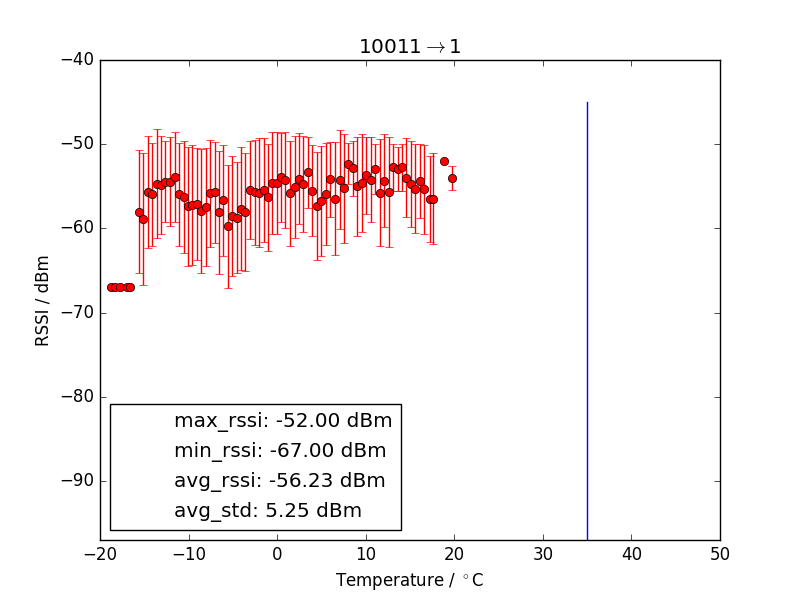 10011→1
−40
−50
−60
−70
−80
−90
RSSI / dBm
max_rssi: -52.00 dBm
min_rssi: -67.00 dBm
avg_rssi: -56.23 dBm
avg_std: 5.25 dBm
−20 −10 0 10 20 30 40 50
Temperature / °C